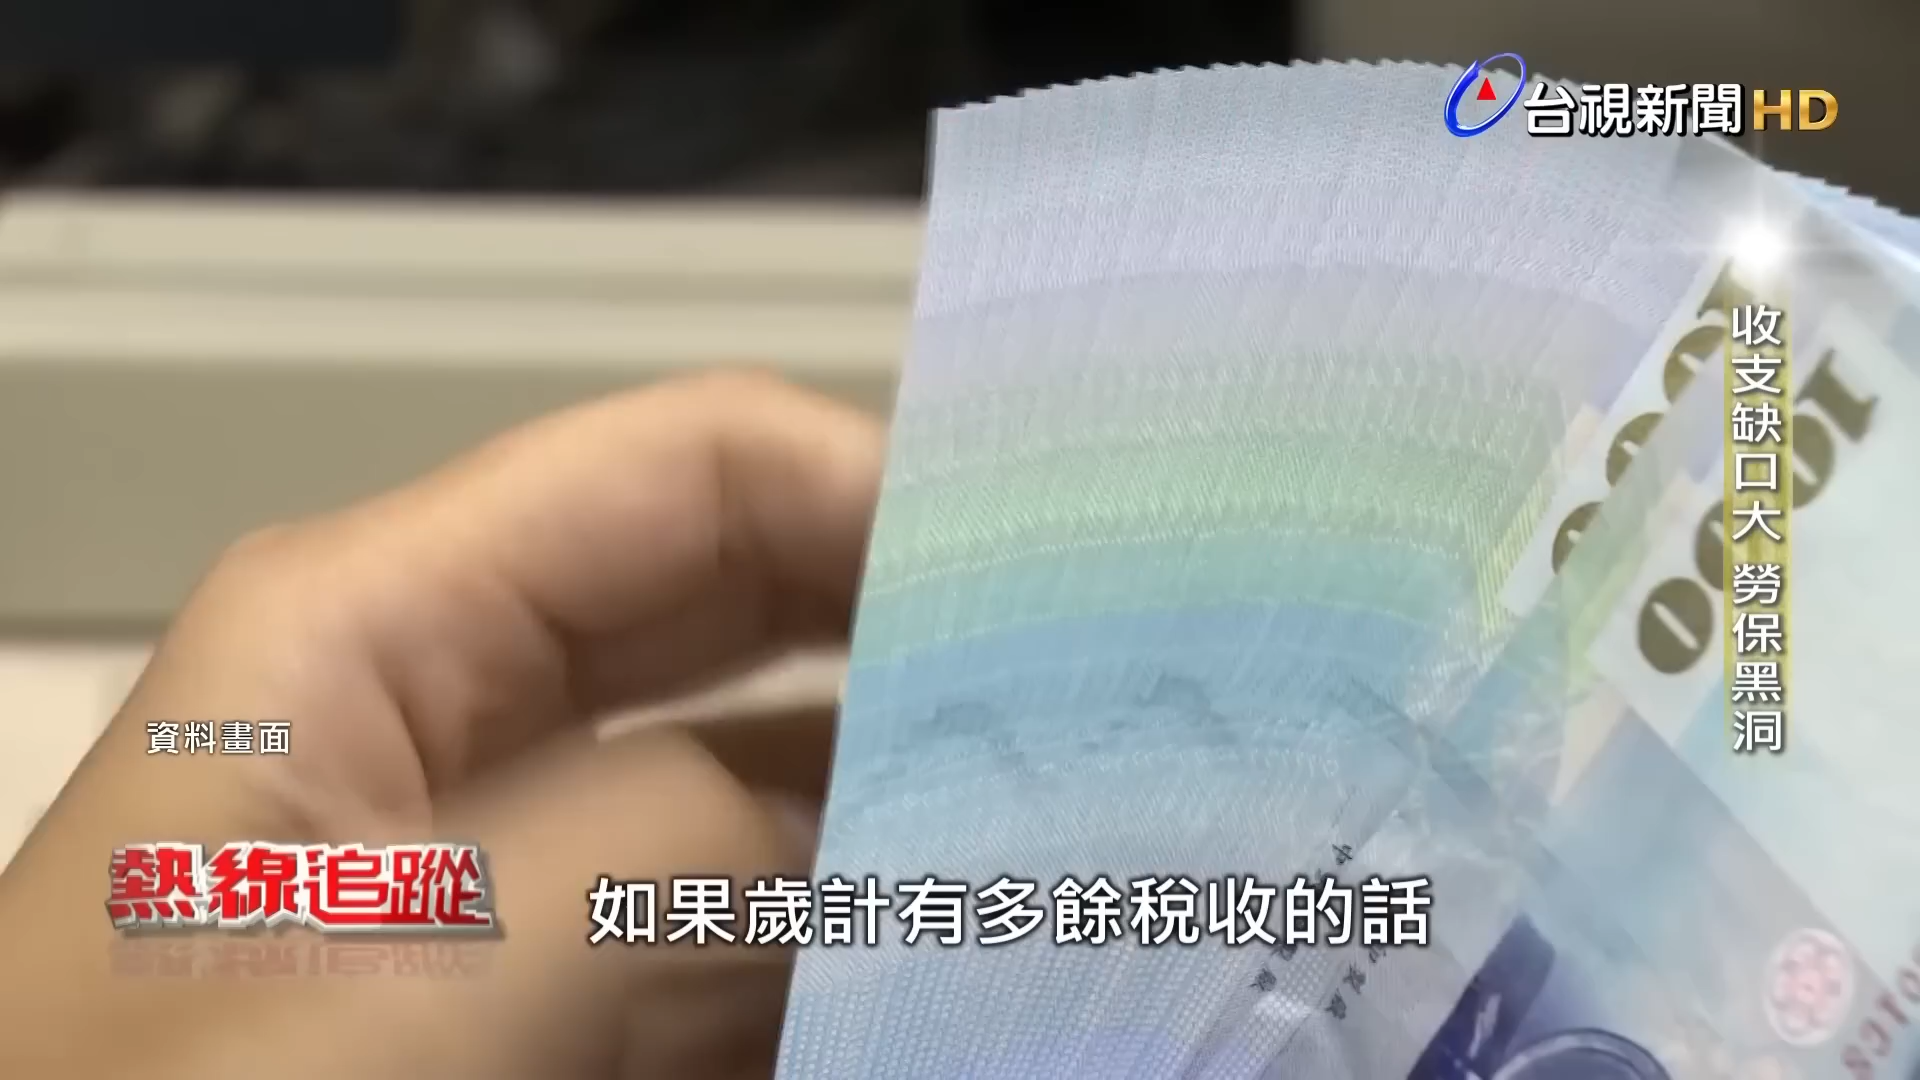 台視新聞HD
收支缺口大 勞保黑洞
1000
資料畫面
熱線追蹤
如果歲計有多餘稅收的話